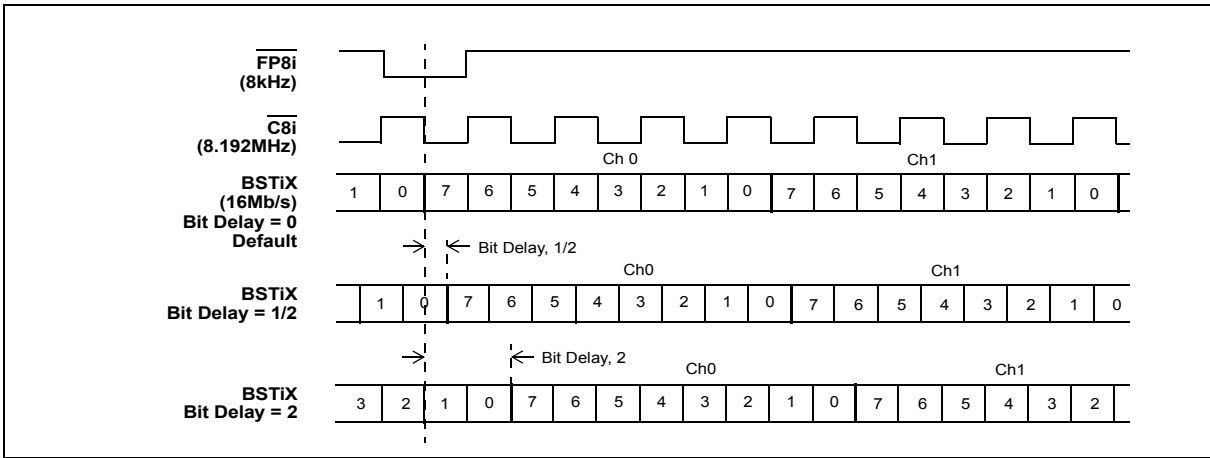 FP8i
(8kHz)
C8i
(8.192MHz)
Ch 0 Ch1
BSTiX
(16Mb/s)
Bit Delay = 0
Default
1 0 7 6 5 4 3 2 1 0 7 6 5 4 3 2 1 0
Bit Delay, 1/2
Ch0 Ch1
BSTiX
Bit Delay = 1/2
1 0 7 6 5 4 3 2 1 0 7 6 5 4 3 2 1 0
Bit Delay, 2
Ch0 Ch1
BSTiX
Bit Delay = 2
3 2 1 0 7 6 5 4 3 2 1 0 7 6 5 4 3 2